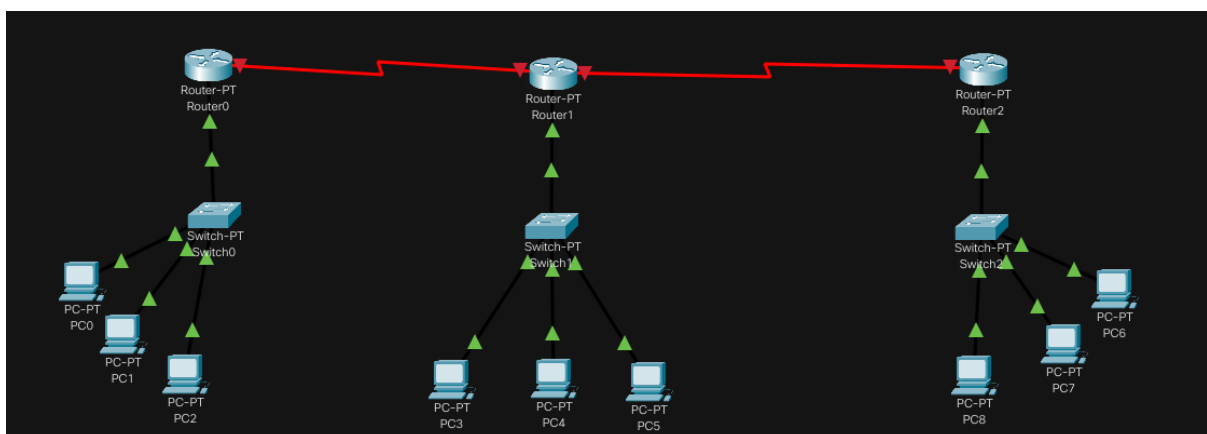 Router-PT
Router0
Router-PT
Router1
Router-PT
Router2
Switch-PT
Switch0
Switch-PT
Switch1
Switch-PT
Switch2
PC-PT
PC0
PC-PT
PC1
PC-PT
PC2
PC-PT
PC3
PC-PT
PC4
PC-PT
PC5
PC-PT
PC8
PC-PT
PC7
PC-PT
PC6